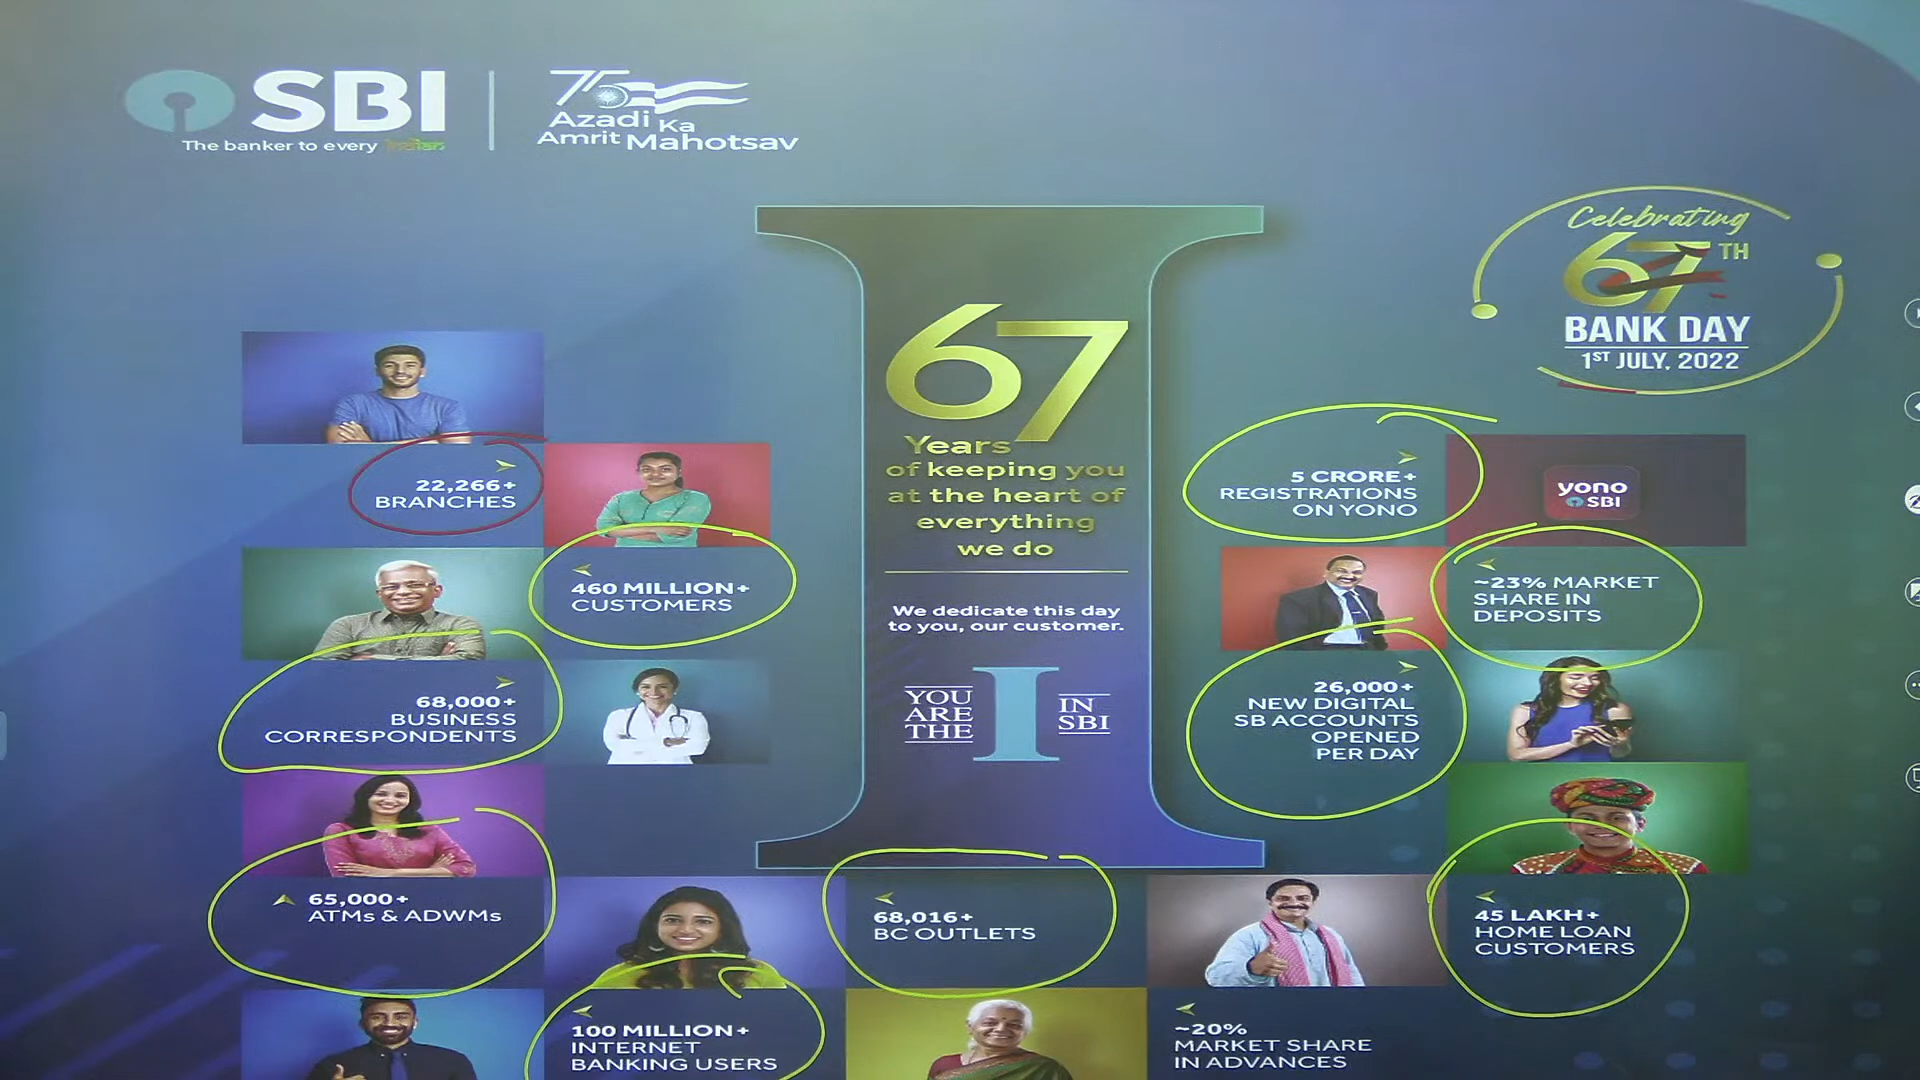 SBI
The banker to every Indian
75
Azadi Ka
Amrit Mahotsav
Celebrating
67TH
BANK DAY
1ST JULY, 2022
67
Years
of keeping you
at the heart of
everything
we do
We dedicate this day
to you, our customer.
YOU
ARE
THE
I
IN
SBI
22,266+
BRANCHES
460 MILLION+
CUSTOMERS
68,000+
BUSINESS
CORRESPONDENTS
65,000+
ATMs & ADWMs
100 MILLION+
INTERNET
BANKING USERS
68,016+
BC OUTLETS
5 CRORE+
REGISTRATIONS
ON YONO
yono
SBI
~23% MARKET
SHARE IN
DEPOSITS
26,000+
NEW DIGITAL
SB ACCOUNTS
OPENED
PER DAY
45 LAKH+
HOME LOAN
CUSTOMERS
~20%
MARKET SHARE
IN ADVANCES